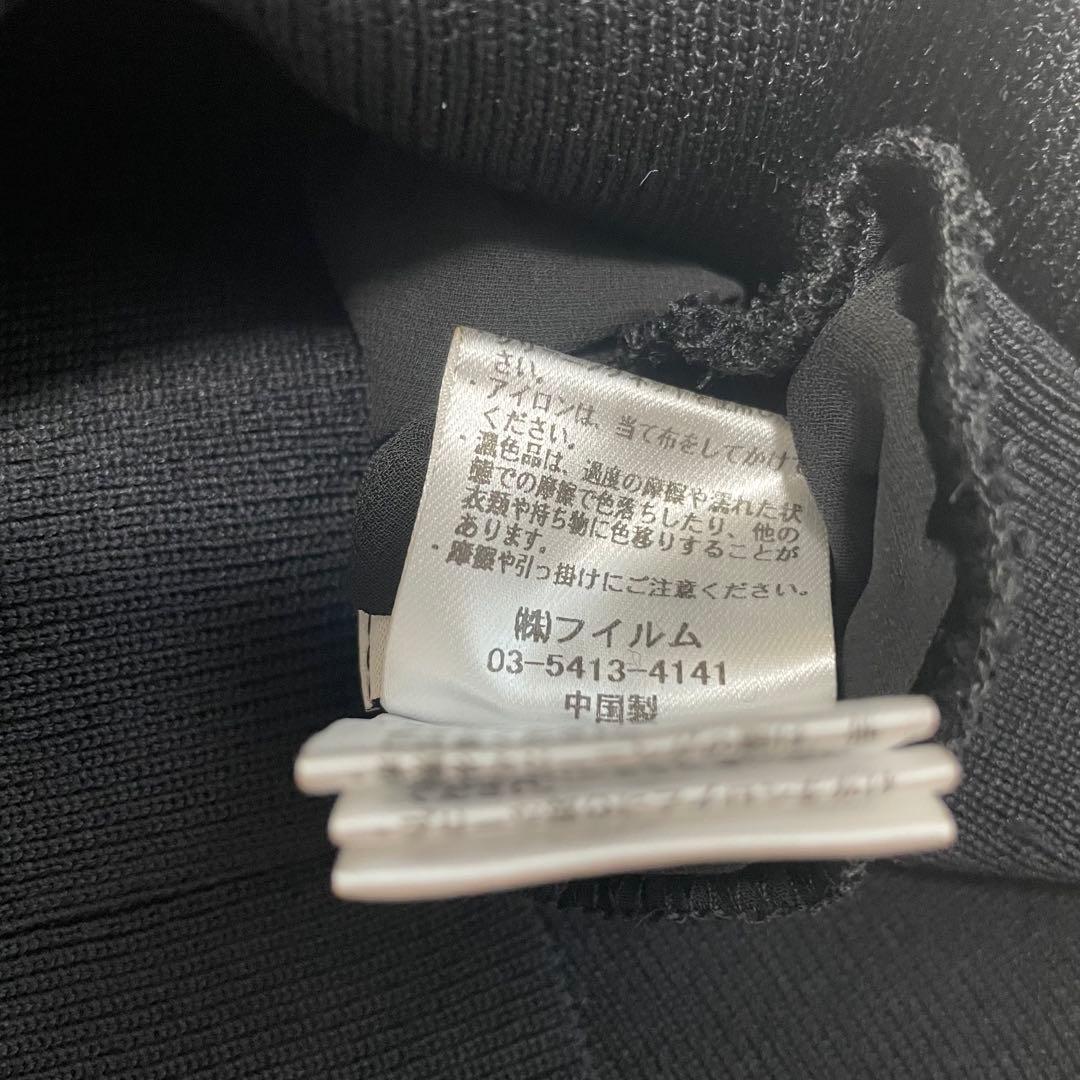 さい。
・アイロンは、当て布をしてかけて
ください。
・濃色品は、過度の摩擦や濡れた状
態での摩擦で色落ちしたり、他の
衣類や持ち物に色移りすることが
あります。
・摩擦や引っ掛けにご注意ください。
㈱フイルム
03-5413-4141
中国製